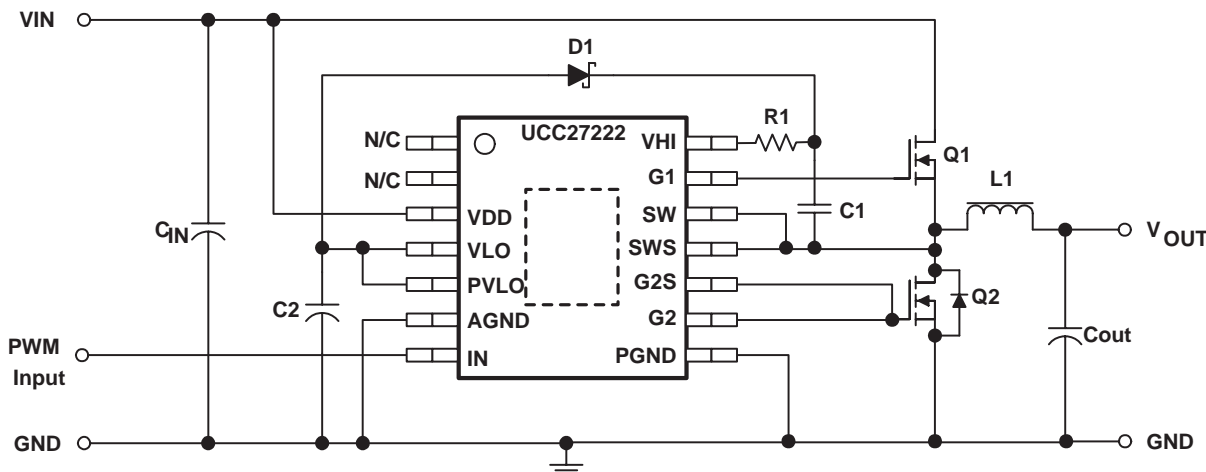 VIN
D1
UCC27222
N/C
N/C
VDD
VLO
PVLO
AGND
IN
VHI
G1
SW
SWS
G2S
G2
PGND
R1
C1
Q1
L1
VOUT
CIN
C2
Q2
Cout
PWM
Input
GND
GND